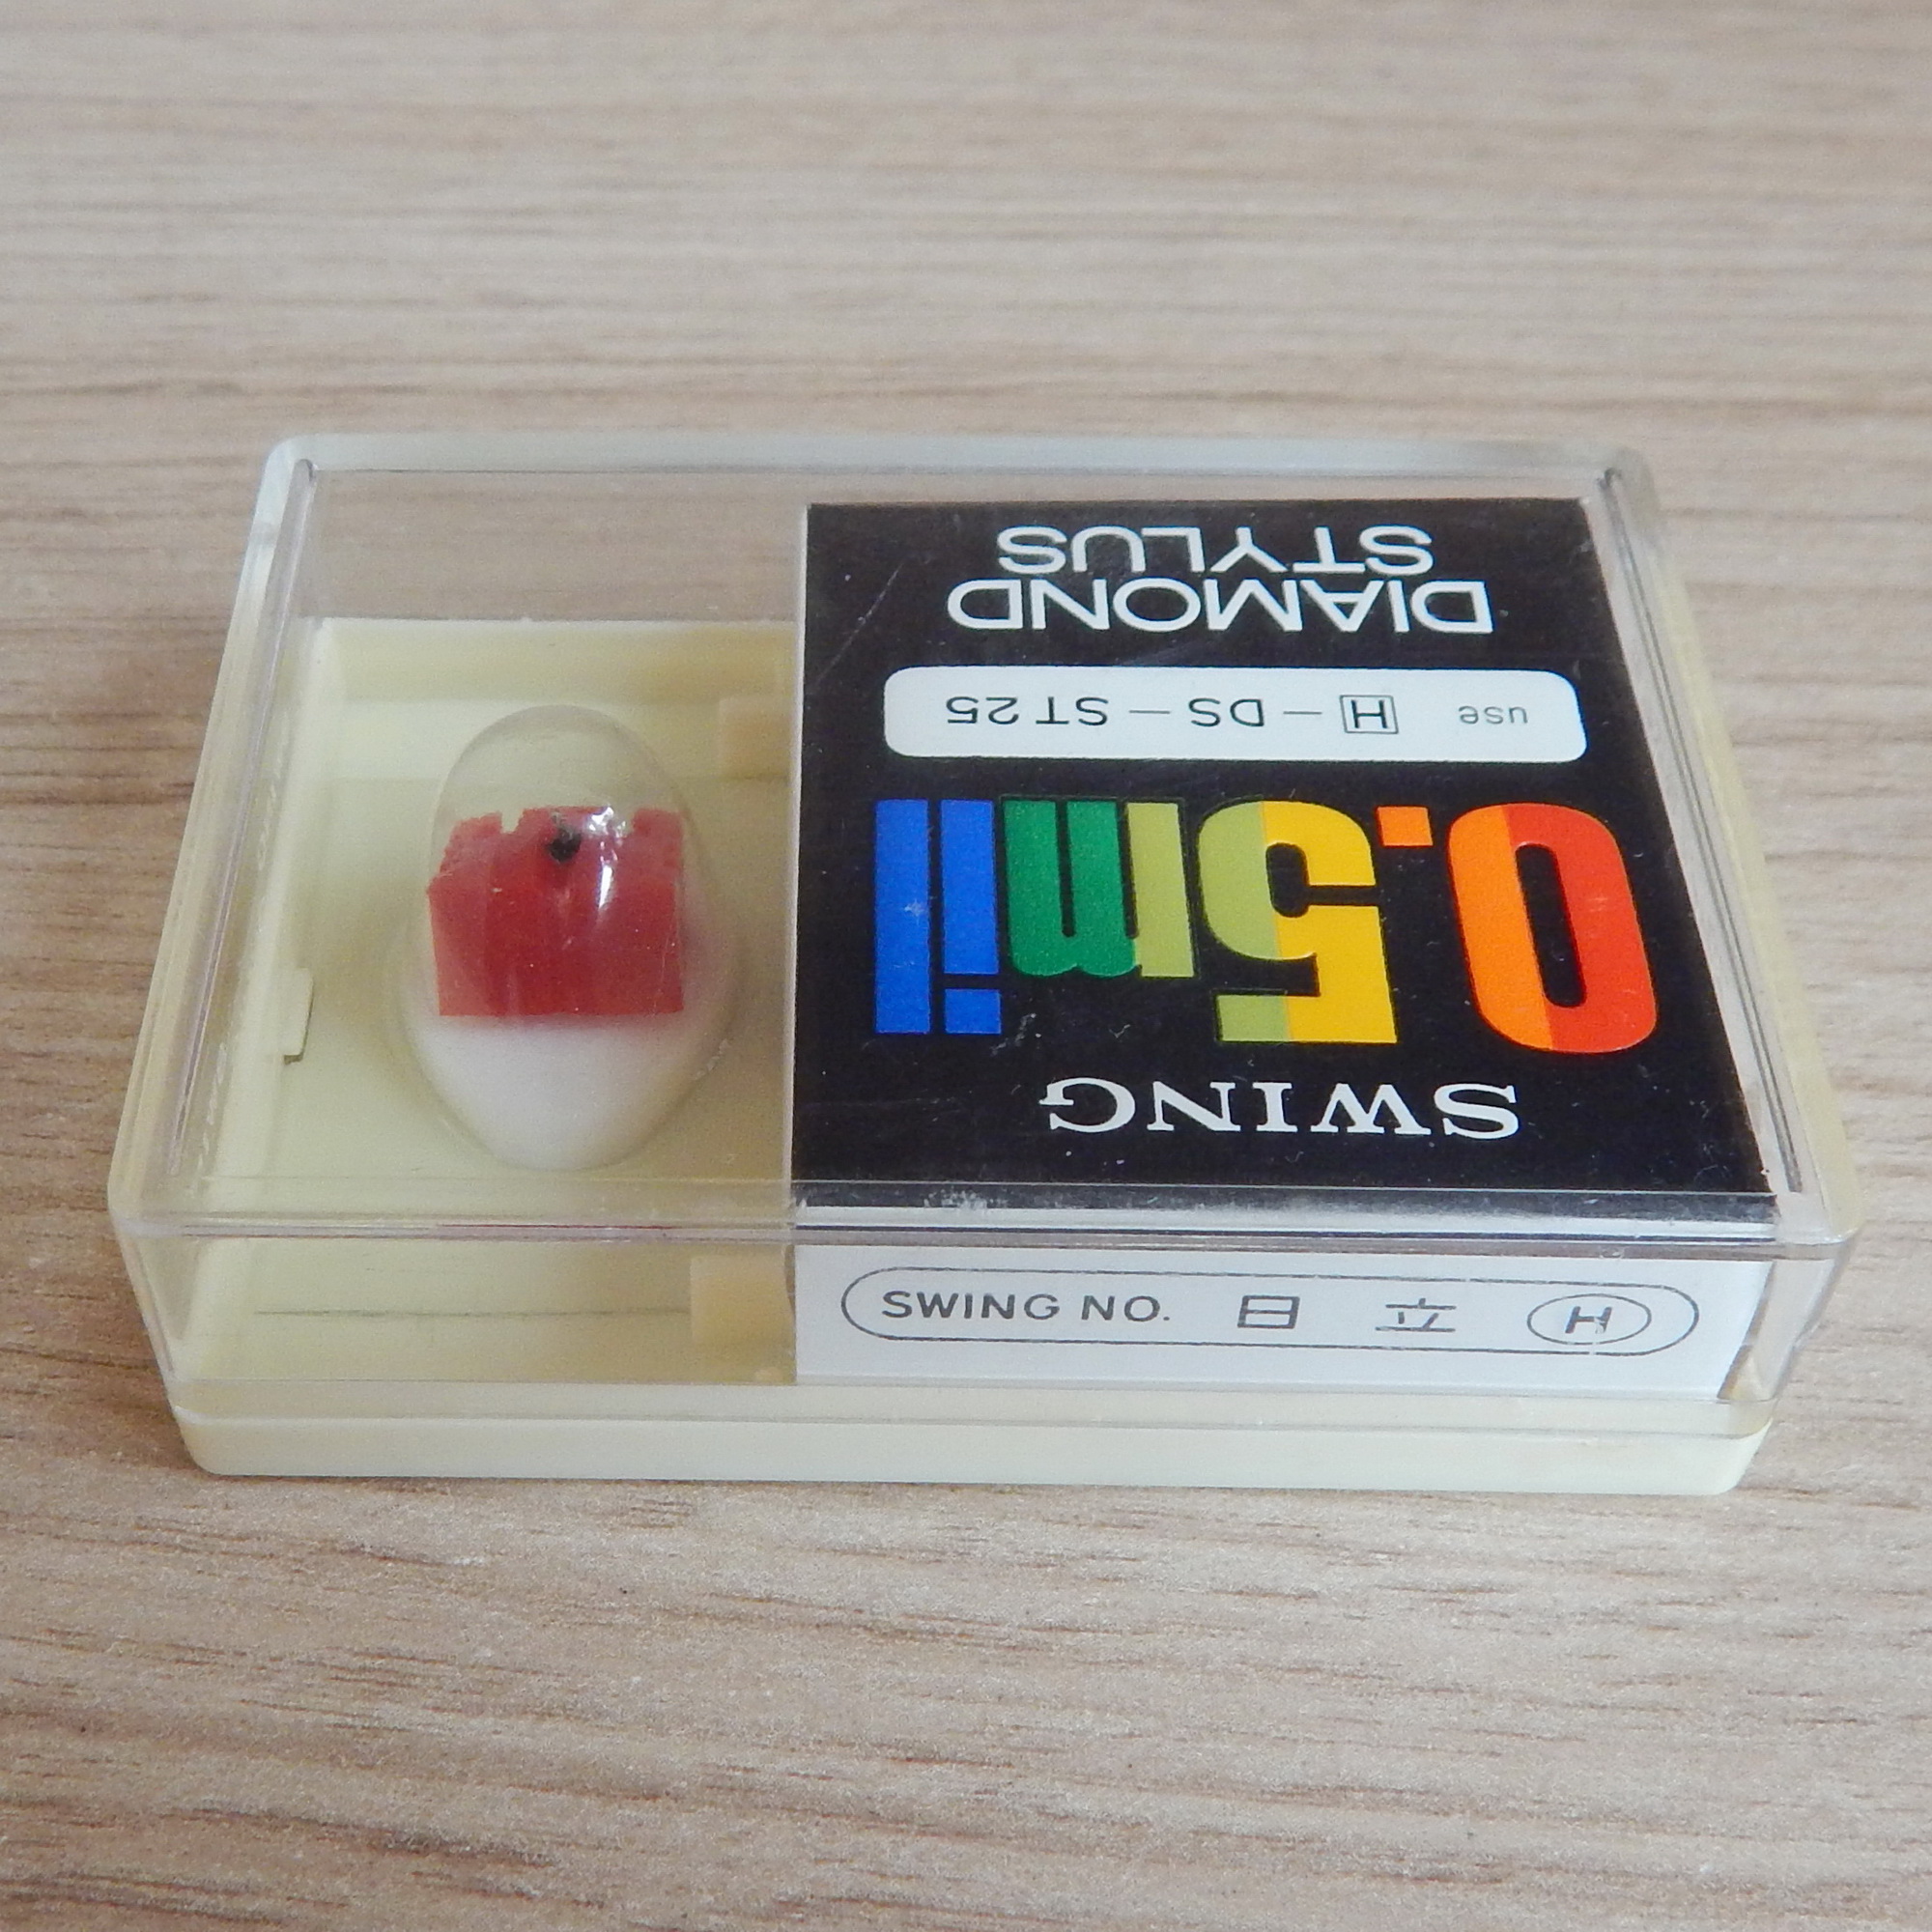 SWING
0.5mil
use H-DS-ST25
DIAMOND
STYLUS
SWING NO. 日 立 H